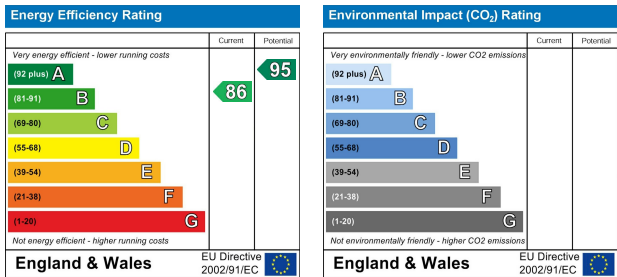 Energy Efficiency Rating
Current Potential
Very energy efficient - lower running costs
(92 plus) A
95
(81-91) B
86
(69-80) C
(55-68) D
(39-54) E
(21-38) F
(1-20) G
Not energy efficient - higher running costs
England & Wales
EU Directive
2002/91/EC
Environmental Impact (CO2) Rating
Current Potential
Very environmentally friendly - lower CO2 emissions
(92 plus) A
(81-91) B
(69-80) C
(55-68) D
(39-54) E
(21-38) F
(1-20) G
Not environmentally friendly - higher CO2 emissions
England & Wales
EU Directive
2002/91/EC